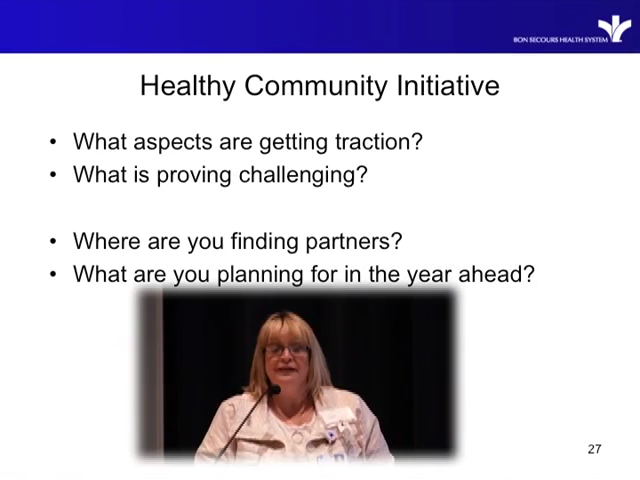 BON SECOURS HEALTH SYSTEM
Healthy Community Initiative
• What aspects are getting traction?
• What is proving challenging?
• Where are you finding partners?
• What are you planning for in the year ahead?
27